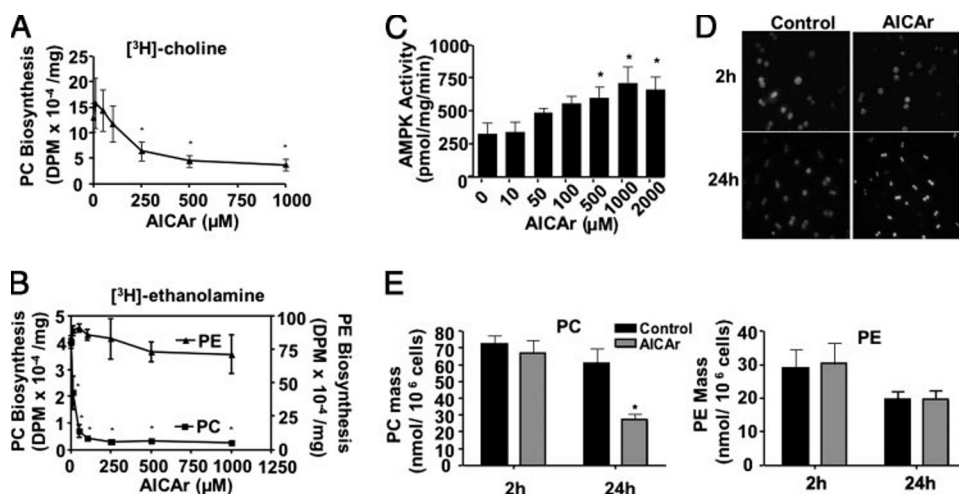 A
[³H]-choline
PC Biosynthesis
(DPM x 10⁻⁴ /mg)
25
20
15
10
5
0
0
250
500
750
1000
AICAr (µM)
B
[³H]-ethanolamine
PC Biosynthesis
(DPM x 10⁻⁴ /mg)
5
4
3
2
1
0
PE
PC
100
75
50
25
0
PE Biosynthesis
(DPM x 10⁻⁴ /mg)
0
250
500
750
1000
1250
AICAr (µM)
C
AMPK Activity
(pmol/mg/min)
1000
750
500
250
0
* * *
0
10
50
100
500
1000
2000
AICAr (µM)
D
Control
AICAr
2h
24h
E
PC
PC mass
(nmol/ 10⁶ cells)
80
70
60
50
40
30
20
10
0
Control
AICAr
*
2h
24h
PE
PE Mass
(nmol/ 10⁶ cells)
40
30
20
10
0
2h
24h